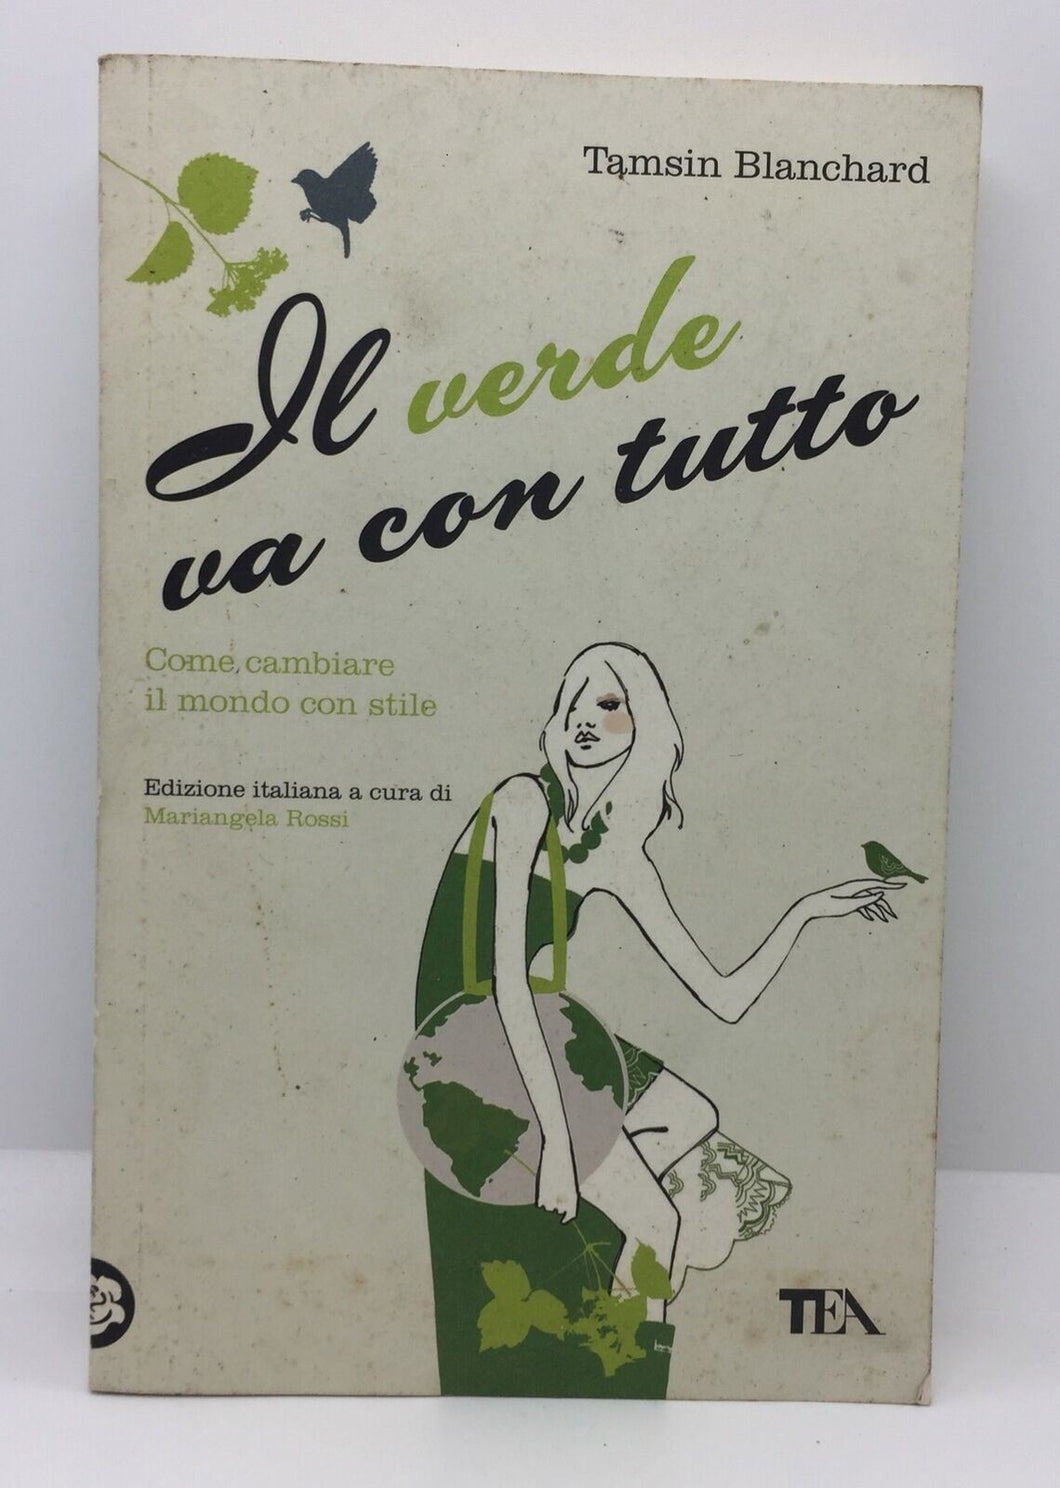 Tamsin Blanchard
Il verde
va con tutto
Come cambiare
il mondo con stile
Edizione italiana a cura di
Mariangela Rossi
TEA